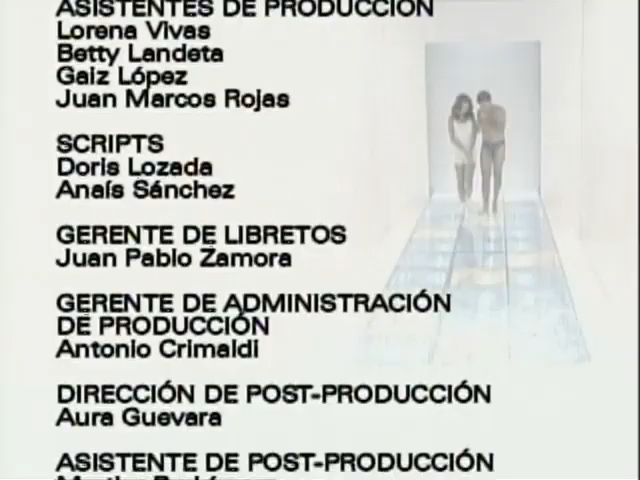 ASISTENTES DE PRODUCCIÓN
Lorena Vivas
Betty Landeta
Gaiz López
Juan Marcos Rojas
SCRIPTS
Doris Lozada
Anaís Sánchez
GERENTE DE LIBRETOS
Juan Pablo Zamora
GERENTE DE ADMINISTRACIÓN
DE PRODUCCIÓN
Antonio Crimaldi
DIRECCIÓN DE POST-PRODUCCIÓN
Aura Guevara
ASISTENTE DE POST-PRODUCCIÓN